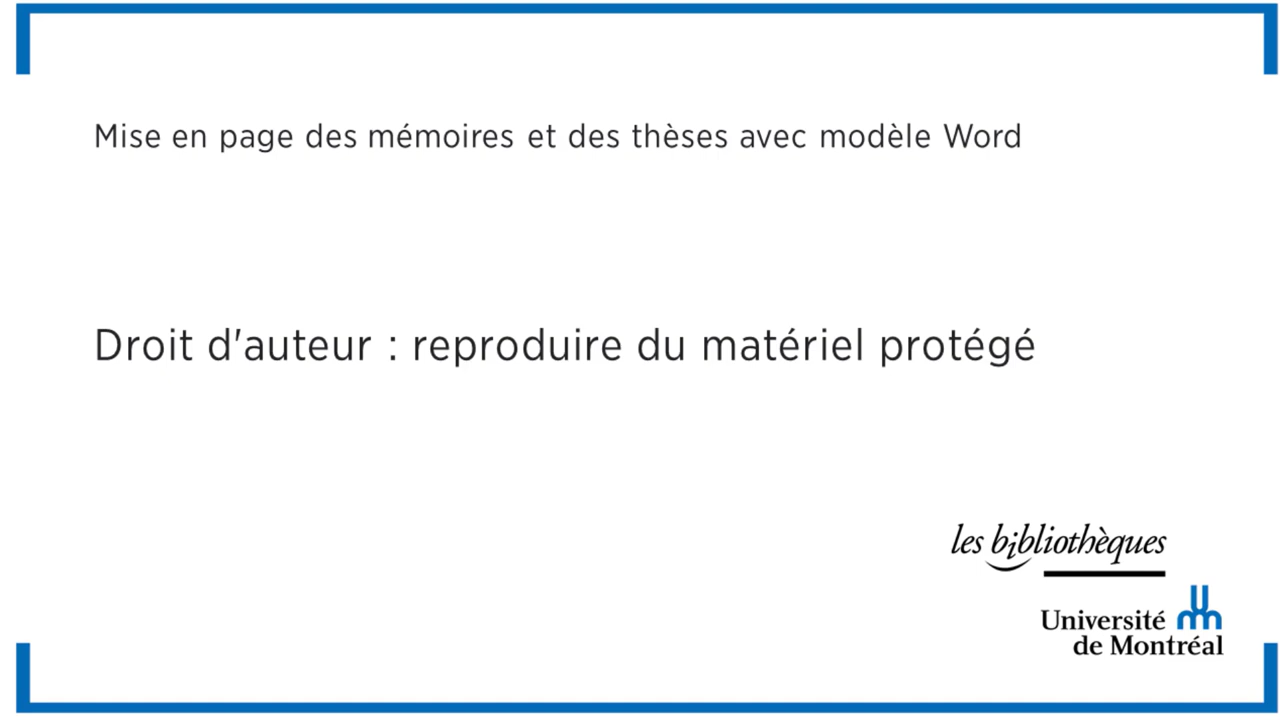 Mise en page des mémoires et des thèses avec modèle Word
Droit d'auteur : reproduire du matériel protégé
les bibliothèques
Université
de Montréal